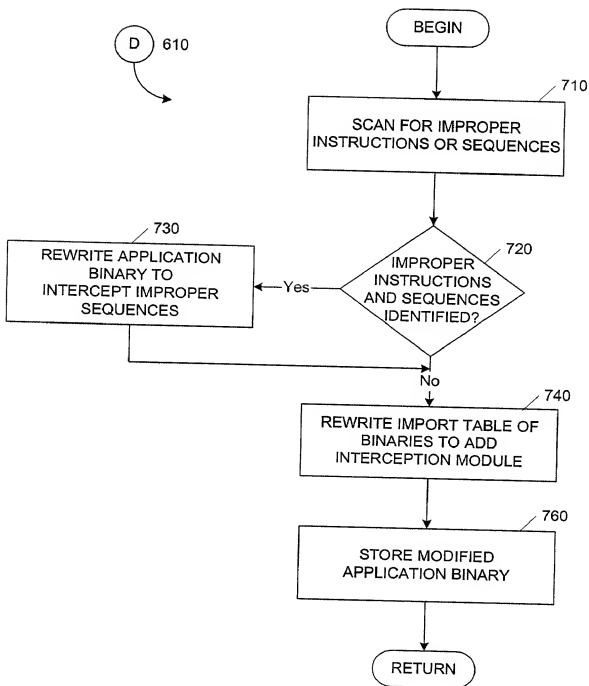 D 610
BEGIN
710
SCAN FOR IMPROPER
INSTRUCTIONS OR SEQUENCES
720
IMPROPER
INSTRUCTIONS
AND SEQUENCES
IDENTIFIED?
Yes
730
REWRITE APPLICATION
BINARY TO
INTERCEPT IMPROPER
SEQUENCES
No
740
REWRITE IMPORT TABLE OF
BINARIES TO ADD
INTERCEPTION MODULE
760
STORE MODIFIED
APPLICATION BINARY
RETURN